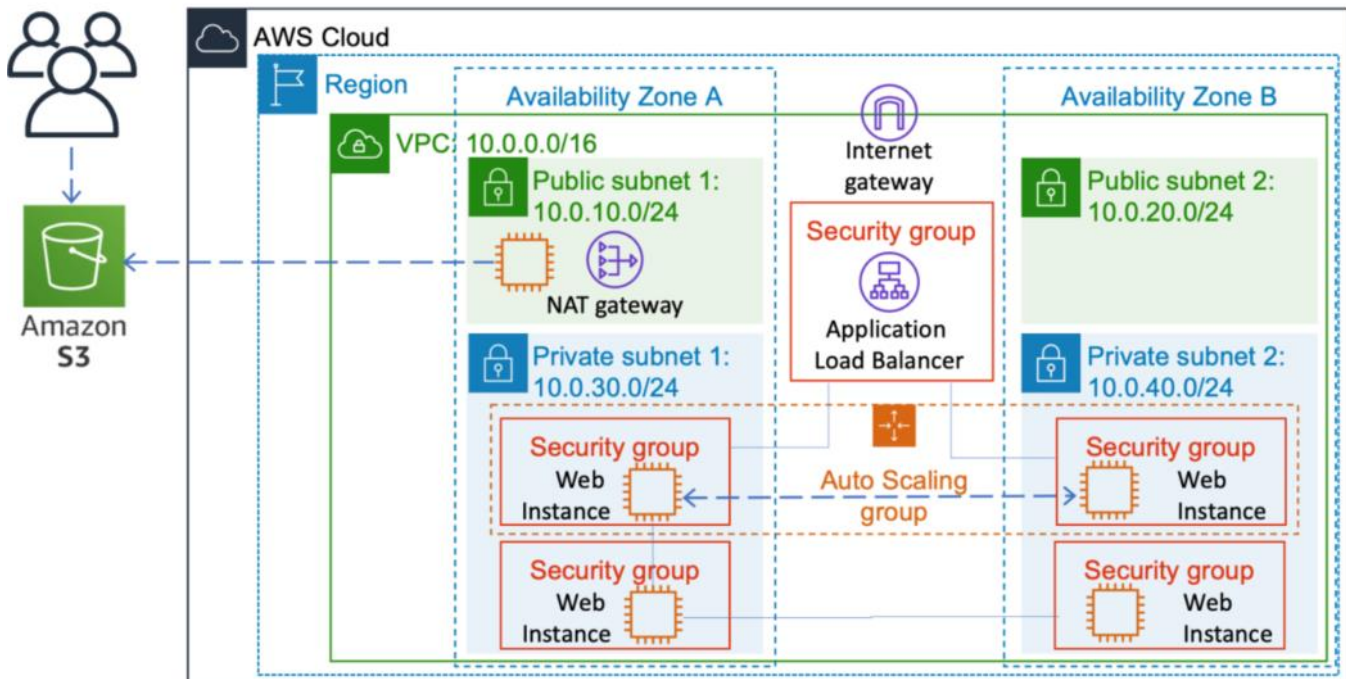 AWS Cloud
Region
Availability Zone A
Availability Zone B
VPC: 10.0.0.0/16
Internet
gateway
Public subnet 1:
10.0.10.0/24
NAT gateway
Security group
Application
Load Balancer
Public subnet 2:
10.0.20.0/24
Amazon
S3
Private subnet 1:
10.0.30.0/24
Private subnet 2:
10.0.40.0/24
Security group
Web
Instance
Auto Scaling
group
Security group
Web
Instance
Security group
Web
Instance
Security group
Web
Instance